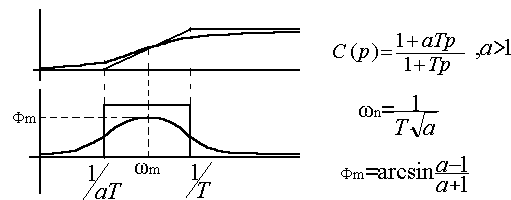 C(p)=1+aTp/1+Tp ,a>1
Φm
ωn=1/T√a
Φm=arcsin a−1/a+1
1/aT ωm 1/T